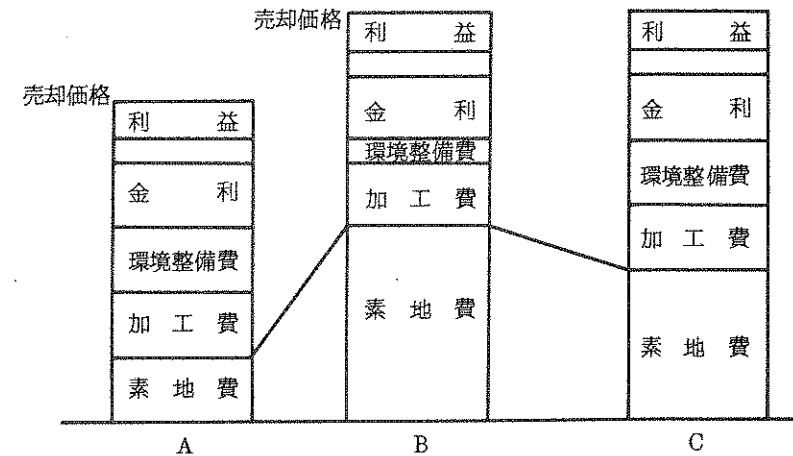 売却価格
利益
金利
環境整備費
加工費
素地費
A
売却価格
利益
金利
環境整備費
加工費
素地費
B
利益
金利
環境整備費
加工費
素地費
C